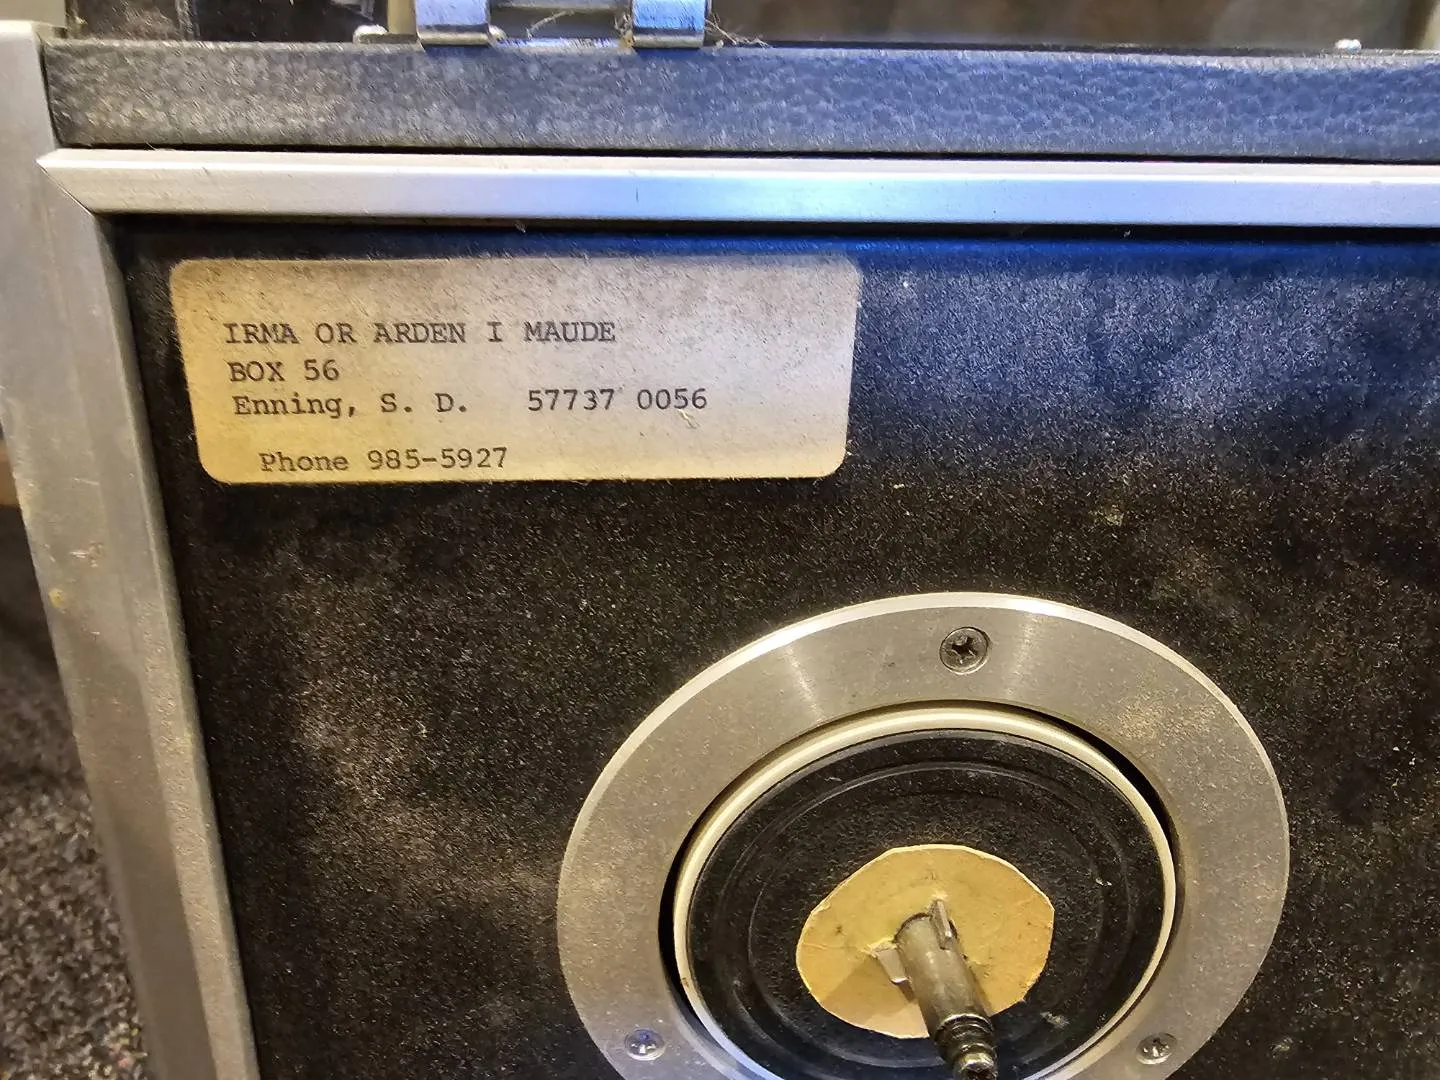 IRMA OR ARDEN I MAUDE
BOX 56
Enning, S. D. 57737 0056
Phone 985-5927